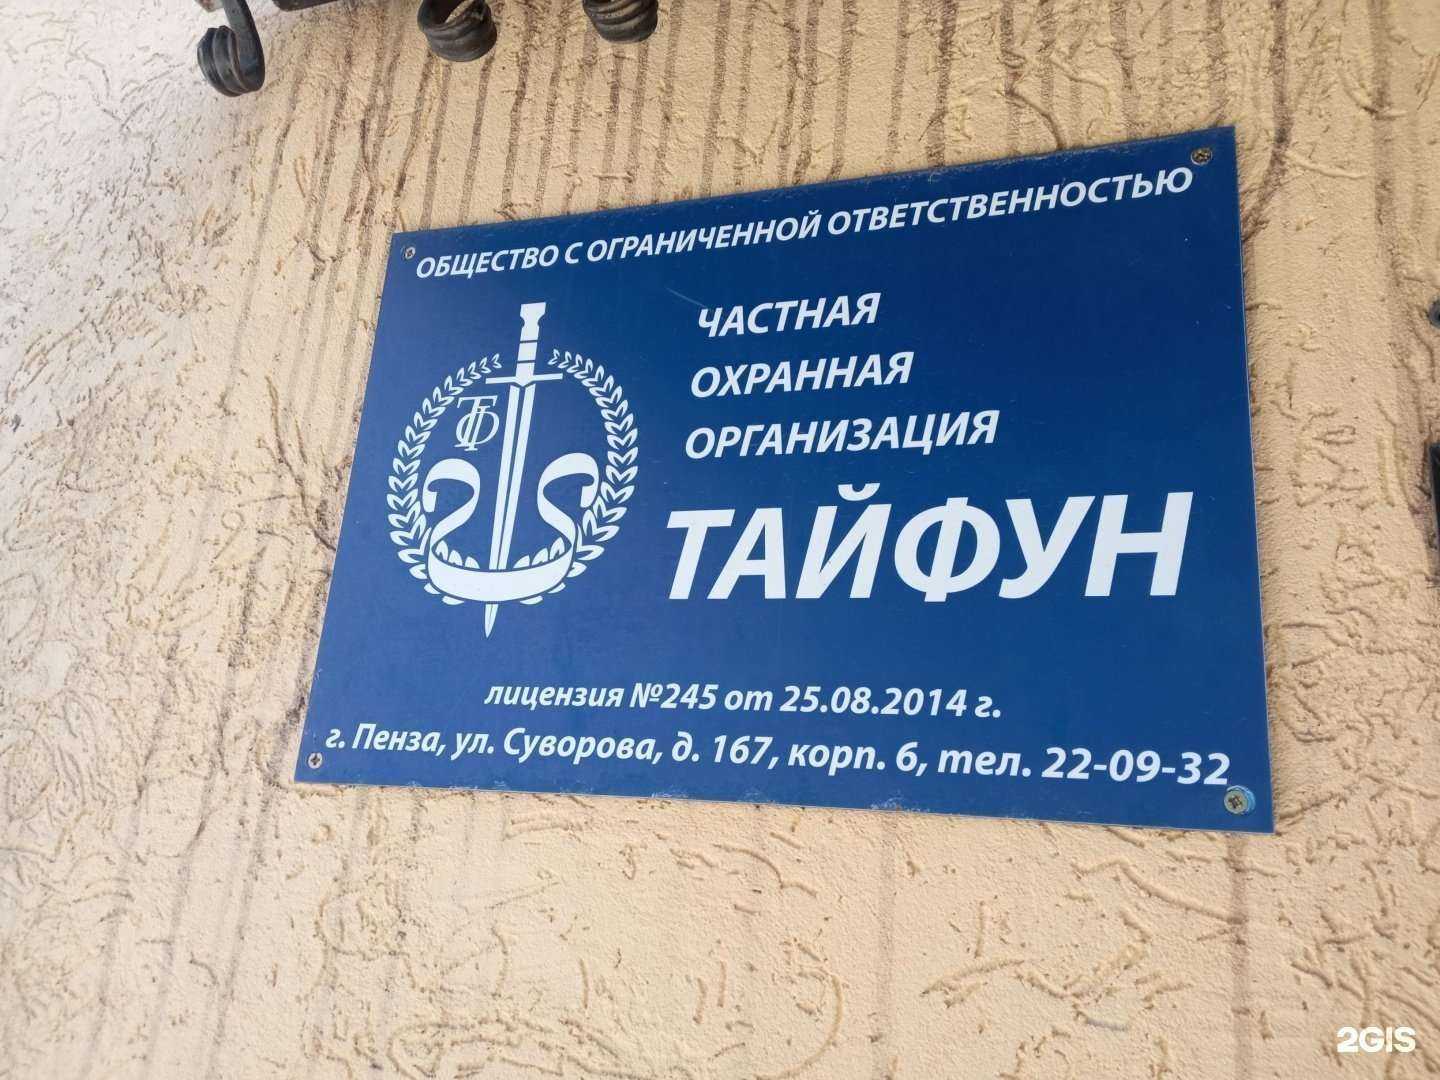 ОБЩЕСТВО С ОГРАНИЧЕННОЙ ОТВЕТСТВЕННОСТЬЮ
ЧАСТНАЯ
ОХРАННАЯ
ОРГАНИЗАЦИЯ
ТАЙФУН
лицензия №245 от 25.08.2014 г.
г. Пенза, ул. Суворова, д. 167, корп. 6, тел. 22-09-32
2GIS